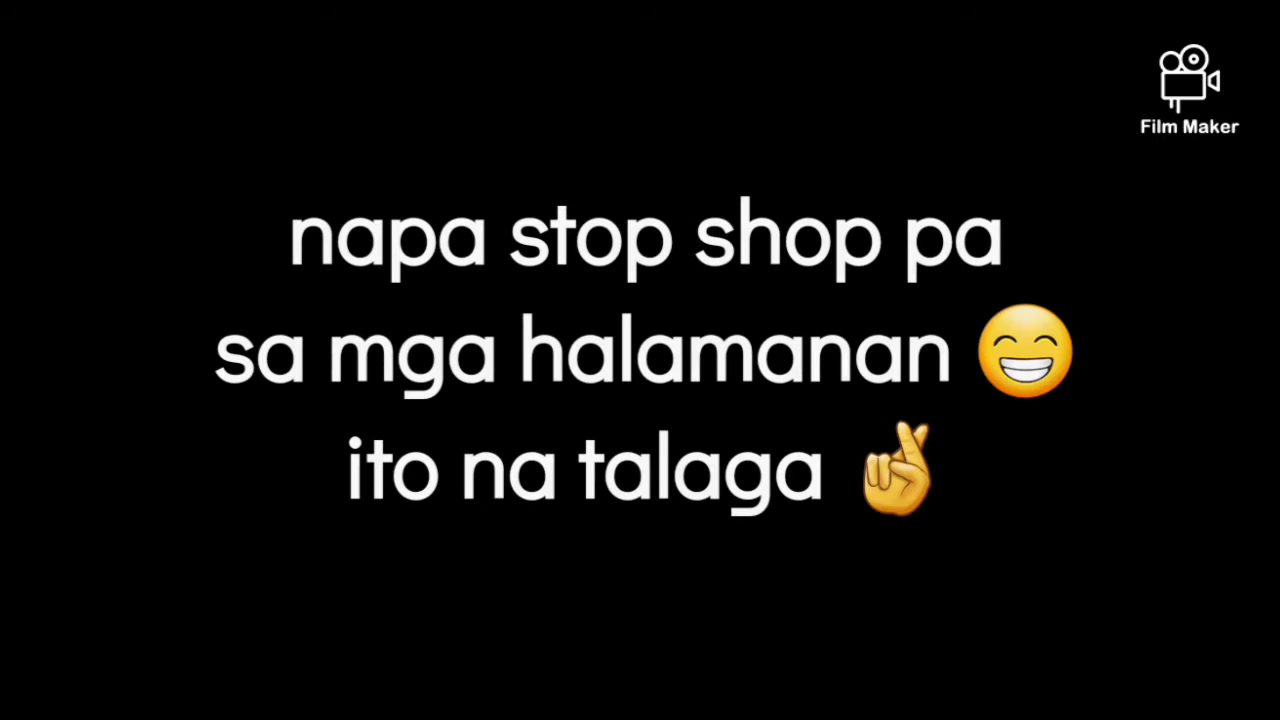 Film Maker
napa stop shop pa
sa mga halamanan 😁
ito na talaga 🤞